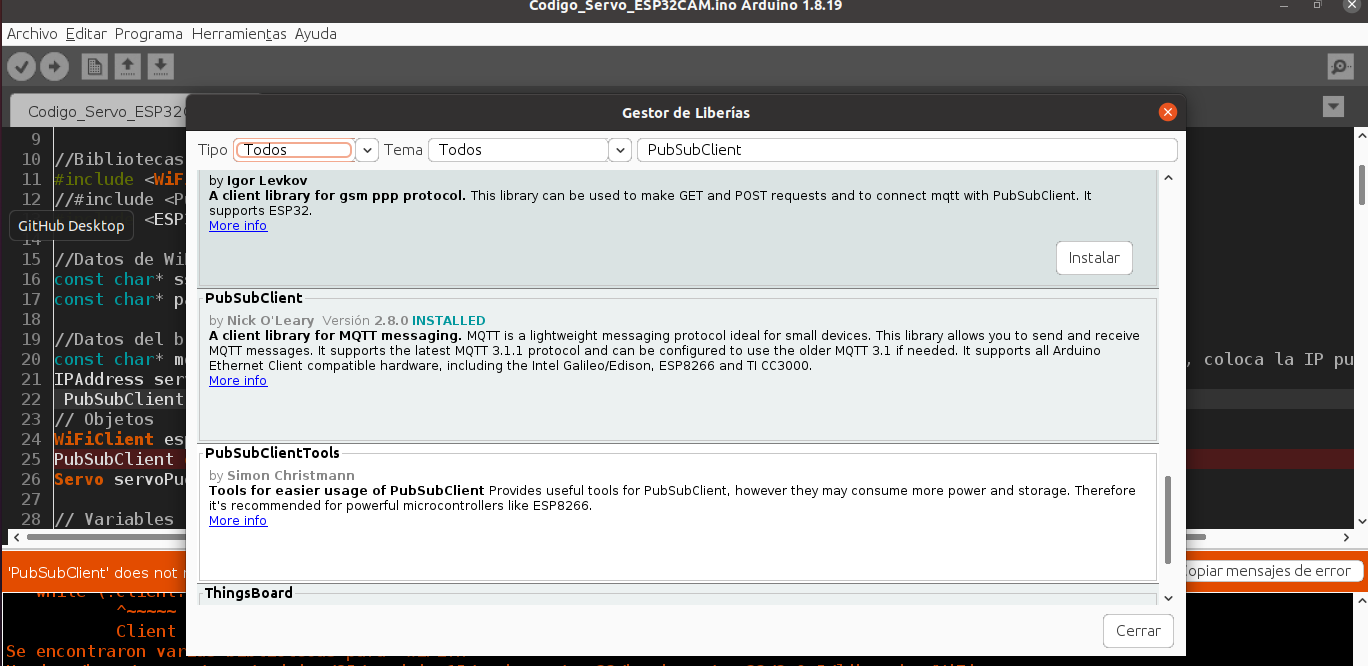 Codigo_Servo_ESP32CAM.ino Arduino 1.8.19
Archivo Editar Programa Herramientas Ayuda
Codigo_Servo_ESP32
Gestor de Liberías
Tipo Todos Tema Todos PubSubClient
by Igor Levkov
A client library for gsm ppp protocol. This library can be used to make GET and POST requests and to connect mqtt with PubSubClient. It
supports ESP32.
More info
Instalar
PubSubClient
by Nick O'Leary Versión 2.8.0 INSTALLED
A client library for MQTT messaging. MQTT is a lightweight messaging protocol ideal for small devices. This library allows you to send and receive
MQTT messages. It supports the latest MQTT 3.1.1 protocol and can be configured to use the older MQTT 3.1 if needed. It supports all Arduino
Ethernet Client compatible hardware, including the Intel Galileo/Edison, ESP8266 and TI CC3000.
More info
PubSubClientTools
by Simon Christmann
Tools for easier usage of PubSubClient Provides useful tools for PubSubClient, however they may consume more power and storage. Therefore
it's recommended for powerful microcontrollers like ESP8266.
More info
ThingsBoard
Cerrar
9
10 //Bibliotecas
11 #include <WiF
12 //#include <P
<ESP
GitHub Desktop
15 //Datos de Wi
16 const char* s
17 const char* p
18
19 //Datos del b
20 const char* m , coloca la IP pu
21 IPAddress ser
22 PubSubClient
23 // Objetos
24 WiFiClient esp
25 PubSubClient
26 Servo servoPu
27
28 // Variables
'PubSubClient' does not opiar mensajes de error
^~~~~~
Client
Se encontraron